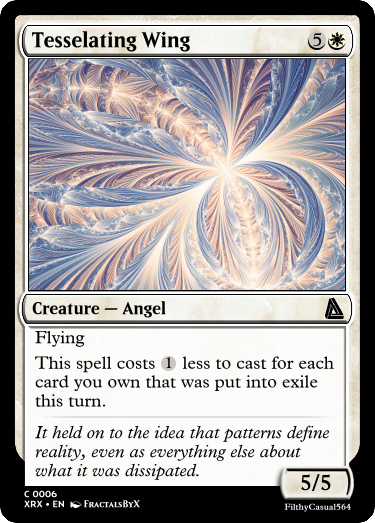 Tesselating Wing 5
Creature — Angel
Flying
This spell costs 1 less to cast for each
card you own that was put into exile
this turn.
It held on to the idea that patterns define
reality, even as everything else about
what it was dissipated.
5/5
C 0006
XRX • EN FractalsByX
FilthyCasual564